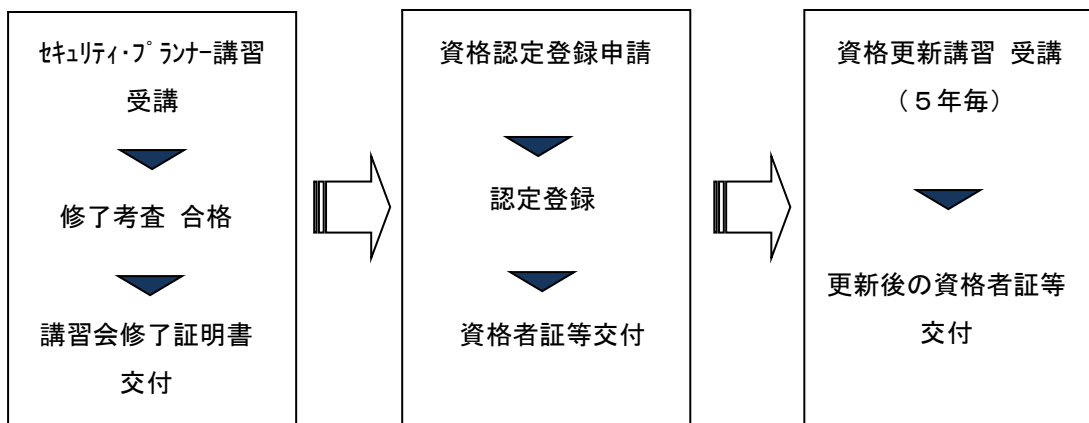 ｾｷｭﾘﾃｨ・ﾌﾟﾗﾝﾅｰ講習
受講
修了考査 合格
講習会修了証明書
交付
資格認定登録申請
認定登録
資格者証等交付
資格更新講習 受講
（５年毎）
更新後の資格者証等
交付